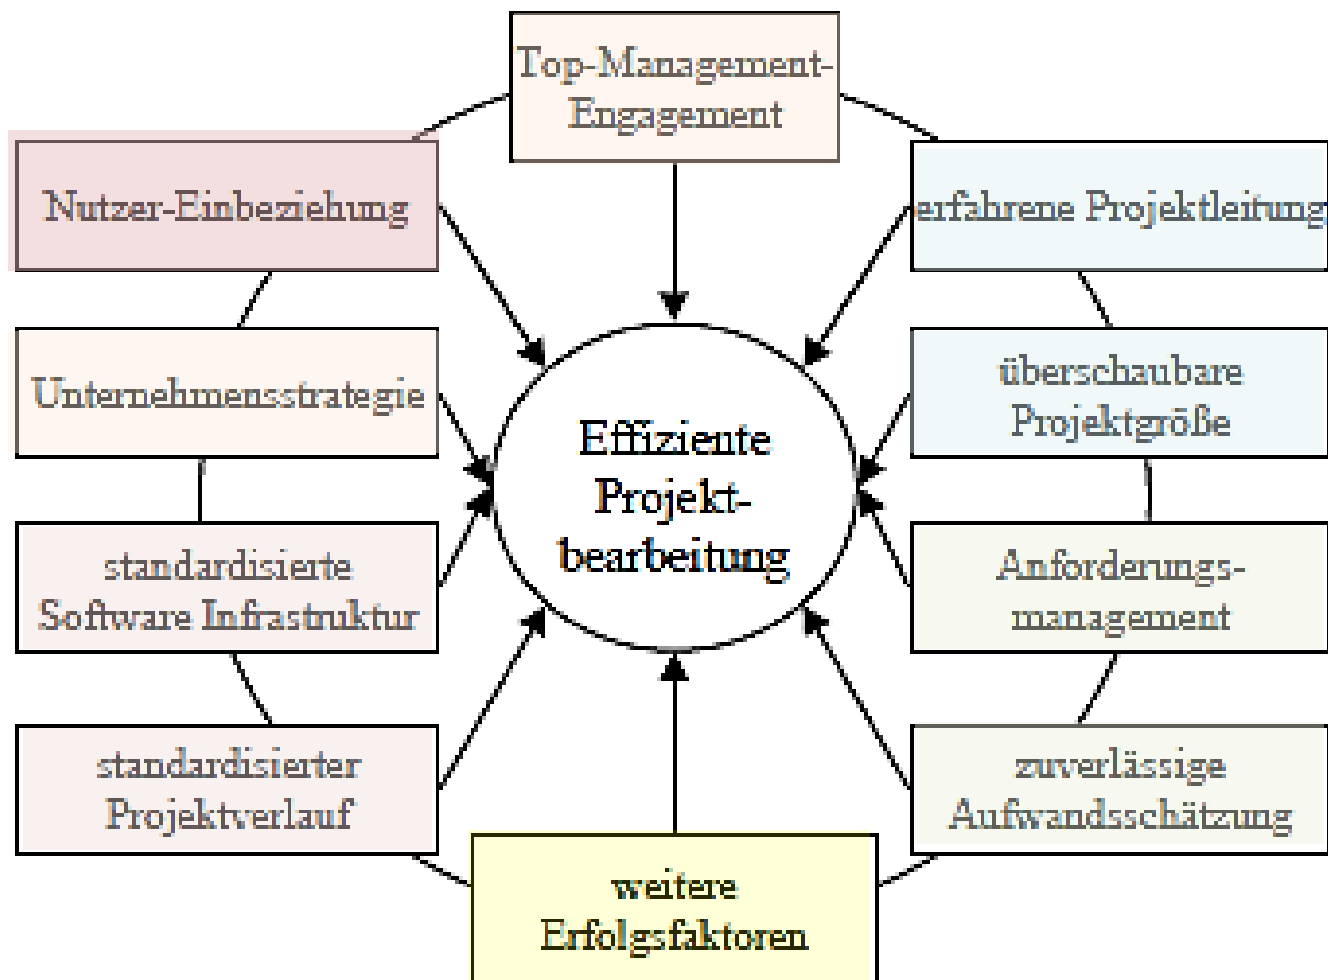 Top-Management-
Engagement
Nutzer-Einbeziehung
erfahrene Projektleitung
Unternehmensstrategie
überschaubare
Projektgröße
Effiziente
Projekt-
bearbeitung
standardisierte
Software Infrastruktur
Anforderungs-
management
standardisierter
Projektverlauf
zuverlässige
Aufwandsschätzung
weitere
Erfolgsfaktoren